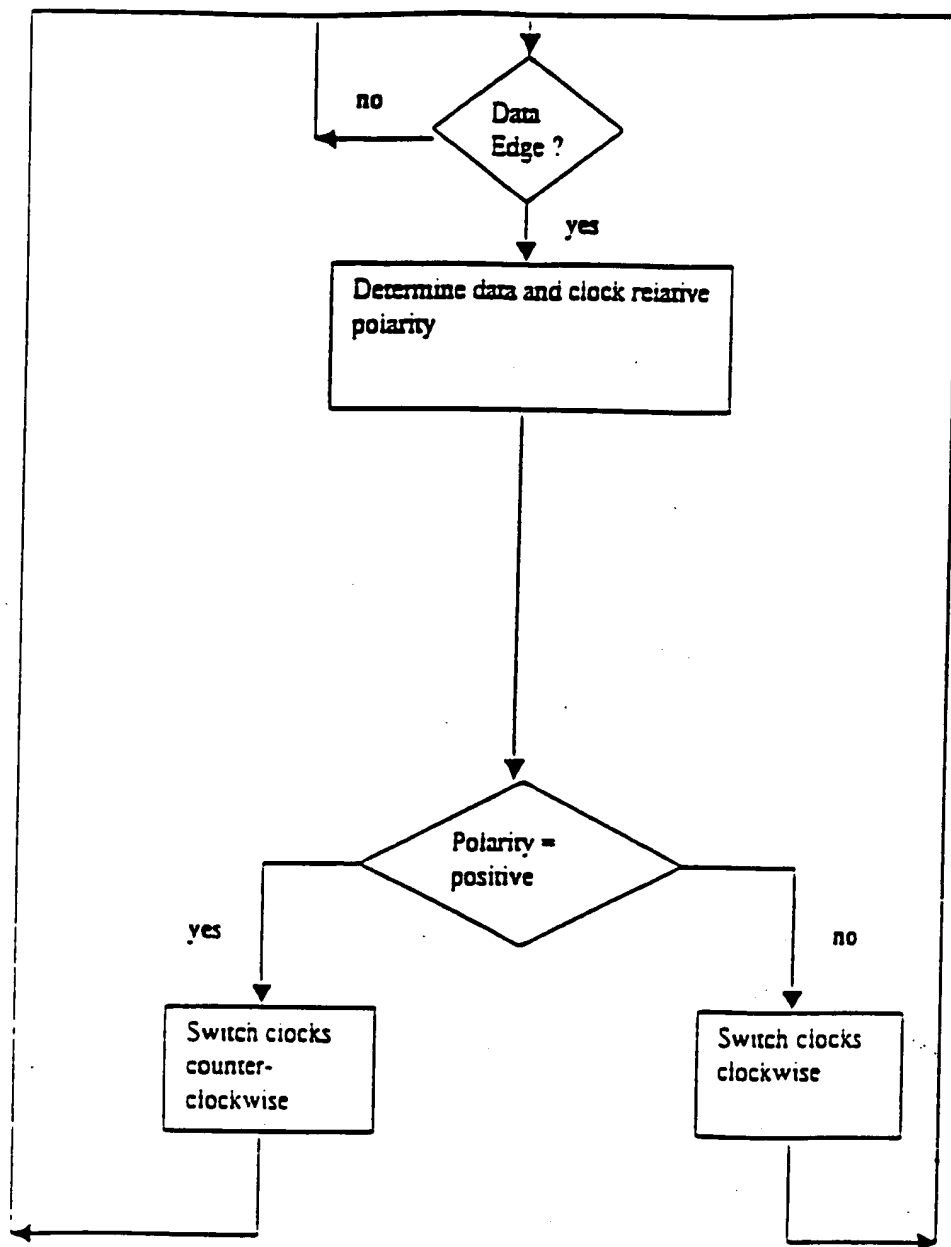 no
Data
Edge ?
yes
Determine data and clock relative
polarity
Polarity =
positive
yes
no
Switch clocks
counter-
clockwise
Switch clocks
clockwise